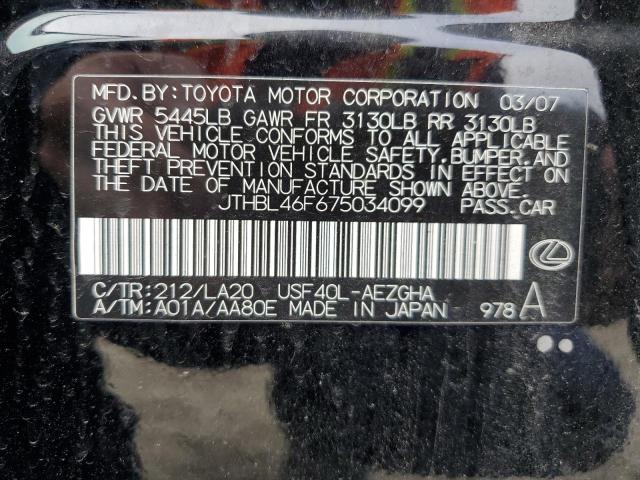 MFD. BY: TOYOTA MOTOR CORPORATION 03/07
GVWR 5445LB GAWR FR 3130LB RR 3130LB
THIS VEHICLE CONFORMS TO ALL APPLICABLE
FEDERAL MOTOR VEHICLE SAFETY, BUMPER, AND
THEFT PREVENTION STANDARDS IN EFFECT ON
THE DATE OF MANUFACTURE SHOWN ABOVE.
JTHBL46F675034099 PASS. CAR
C/TR: 212/LA20 USF40L-AEZGHA
A/TM: A01A/AA80E MADE IN JAPAN 978 A